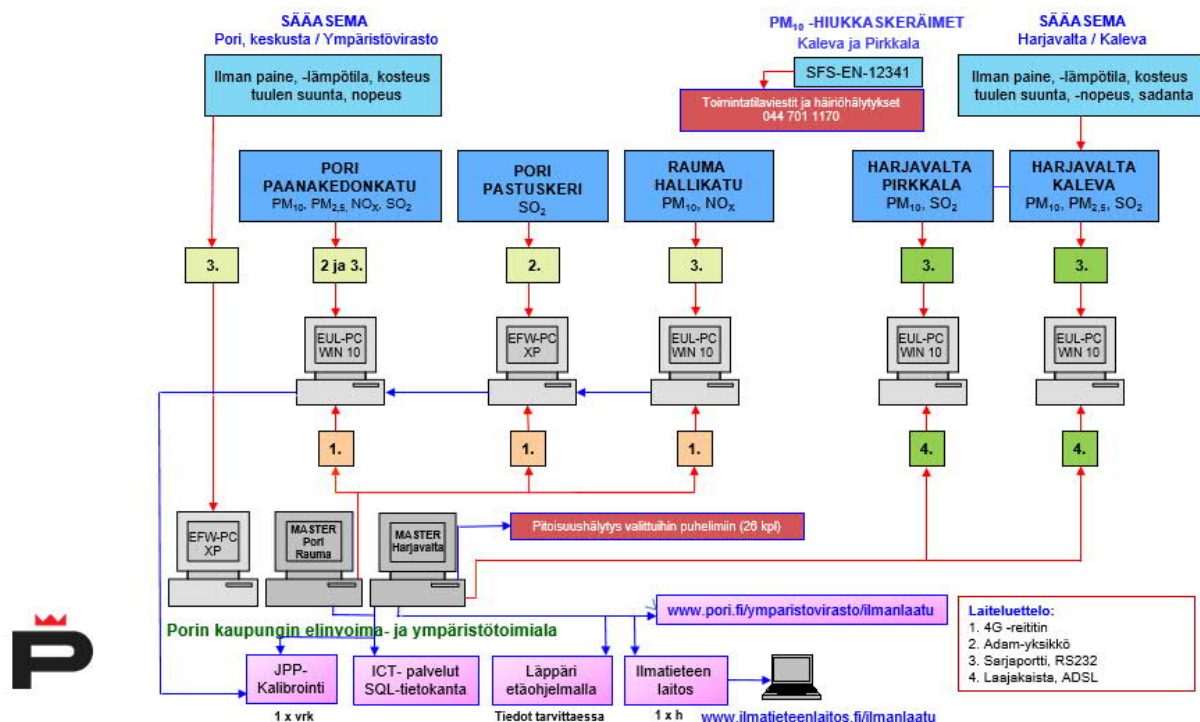 SÄÄASEMA
Pori, keskusta / Ympäristövirasto
Ilman paine, -lämpötila, kosteus
tuulen suunta, nopeus
PM₁₀ -HIUKKASKERÄIMET
Kaleva ja Pirkkala
SFS-EN-12341
Toimintatilaviestit ja häiriöhälytykset
044 701 1170
SÄÄASEMA
Harjavalta / Kaleva
Ilman paine, -lämpötila, kosteus
tuulen suunta, -nopeus, sadanta
PORI
PAANAKEDONKATU
PM₁₀, PM₂,₅, NOₓ, SO₂
PORI
PASTUSKERI
SO₂
RAUMA
HALLIKATU
PM₁₀, NOₓ
HARJAVALTA
PIRKKALA
PM₁₀, SO₂
HARJAVALTA
KALEVA
PM₁₀, PM₂,₅, SO₂
3.
2 ja 3.
2.
3.
3.
3.
EUL-PC
WIN 10
EFW-PC
XP
EUL-PC
WIN 10
EUL-PC
WIN 10
EUL-PC
WIN 10
1.
1.
1.
4.
4.
EFW-PC
XP
MASTER
Pori
Rauma
MASTER
Harjavalta
Pitoisuushälytys valittuihin puhelimiin (26 kpl)
www.pori.fi/ymparistovirasto/ilmanlaatu
Porin kaupungin elinvoima- ja ympäristötoimiala
JPP-
Kalibrointi
1 x vrk
ICT- palvelut
SQL-tietokanta
Läppäri
etäohjelmalla
Tiedot tarvittaessa
Ilmatieteen
laitos
1 x h
www.ilmatieteenlaitos.fi/ilmanlaatu
Laiteluettelo:
1. 4G -reititin
2. Adam-yksikkö
3. Sarjaportti, RS232
4. Laajakaista, ADSL
P